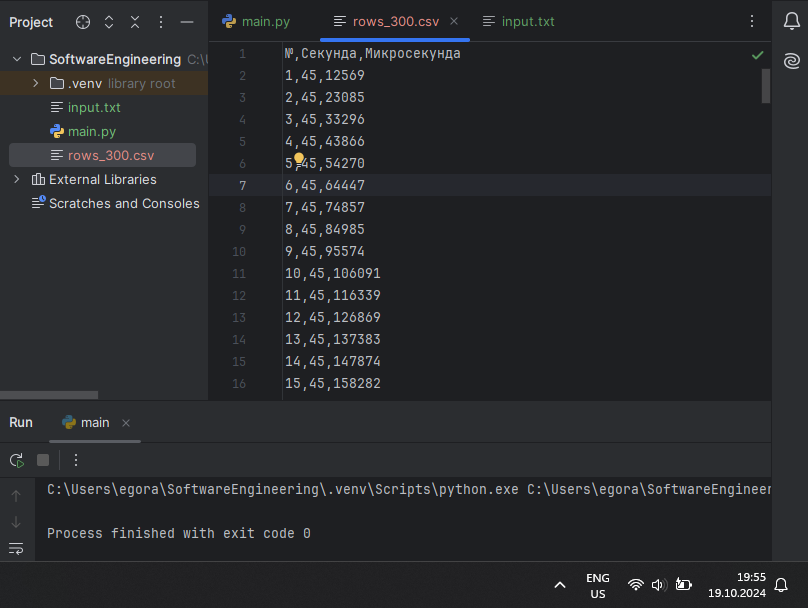 Project
main.py
rows_300.csv
input.txt
SoftwareEngineering C:\
.venv library root
input.txt
main.py
rows_300.csv
External Libraries
Scratches and Consoles
1 №,Секунда,Микросекунда
2 1,45,12569
3 2,45,23085
4 3,45,33296
5 4,45,43866
6 5,45,54270
7 6,45,64447
8 7,45,74857
9 8,45,84985
10 9,45,95574
11 10,45,106091
12 11,45,116339
13 12,45,126869
14 13,45,137383
15 14,45,147874
16 15,45,158282
Run
main
C:\Users\egora\SoftwareEngineering\.venv\Scripts\python.exe C:\Users\egora\SoftwareEngineer
Process finished with exit code 0
ENG
US
19:55
19.10.2024